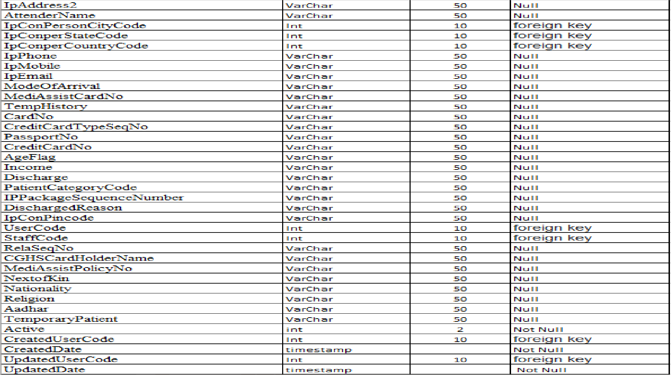 IpAddress2 VarChar 50 Null
AttenderName VarChar 50 Null
IpConPersonCityCode Int 10 foreign key
IpConperStateCode Int 10 foreign key
IpConperCountryCode Int 10 foreign key
IpPhone VarChar 50 Null
IpMobile VarChar 50 Null
IpEmail VarChar 50 Null
ModeOfArrival VarChar 50 Null
MediAssistCardNo VarChar 50 Null
TempHistory VarChar 50 Null
CardNo VarChar 50 Null
CreditCardTypeSeqNo VarChar 50 Null
PassportNo VarChar 50 Null
CreditCardNo VarChar 50 Null
AgeFlag VarChar 50 Null
Income VarChar 50 Null
Discharge VarChar 50 Null
PatientCategoryCode VarChar 50 Null
IPPackageSequenceNumber VarChar 50 Null
DischargedReason VarChar 50 Null
IpConPincode VarChar 50 Null
UserCode Int 10 foreign key
StaffCode Int 10 foreign key
RelaSeqNo VarChar 50 Null
CGHSCardHolderName VarChar 50 Null
MediAssistPolicyNo VarChar 50 Null
NextofKin VarChar 50 Null
Nationality VarChar 50 Null
Religion VarChar 50 Null
Aadhar VarChar 50 Null
TemporaryPatient VarChar 50 Null
Active int 2 Not Null
CreatedUserCode Int 10 foreign key
CreatedDate timestamp Not Null
UpdatedUserCode Int 10 foreign key
UpdatedDate timestamp Not Null